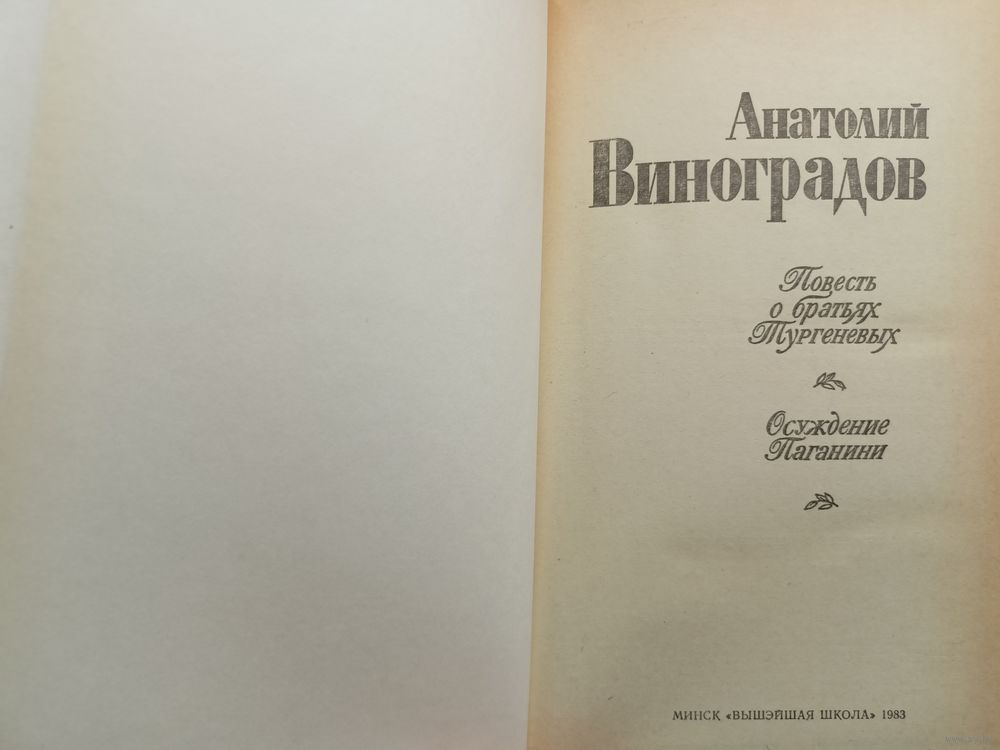 Анатолий
Виноградов
Повесть
о братьях
Тургеневых
Осуждение
Паганини
МИНСК «ВЫШЭЙШАЯ ШКОЛА» 1983